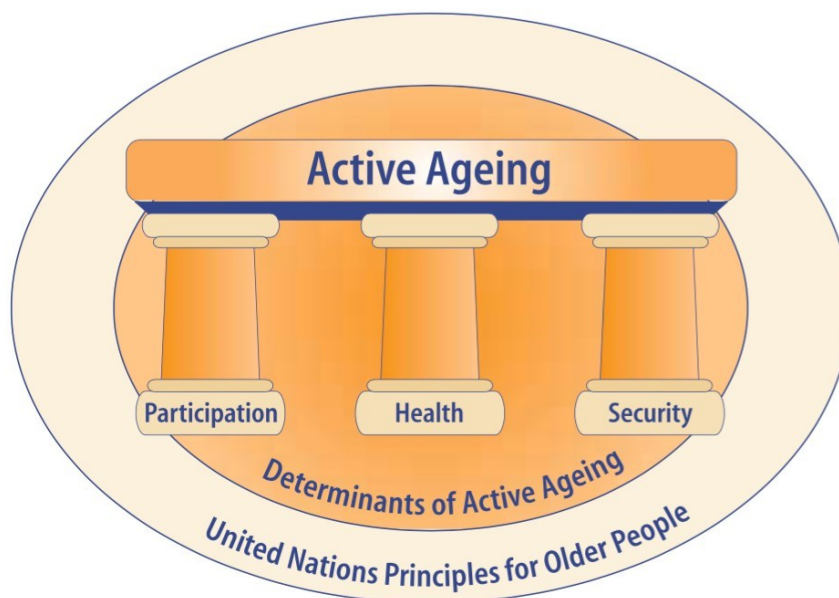 Active Ageing
Participation
Health
Security
Determinants of Active Ageing
United Nations Principles for Older People